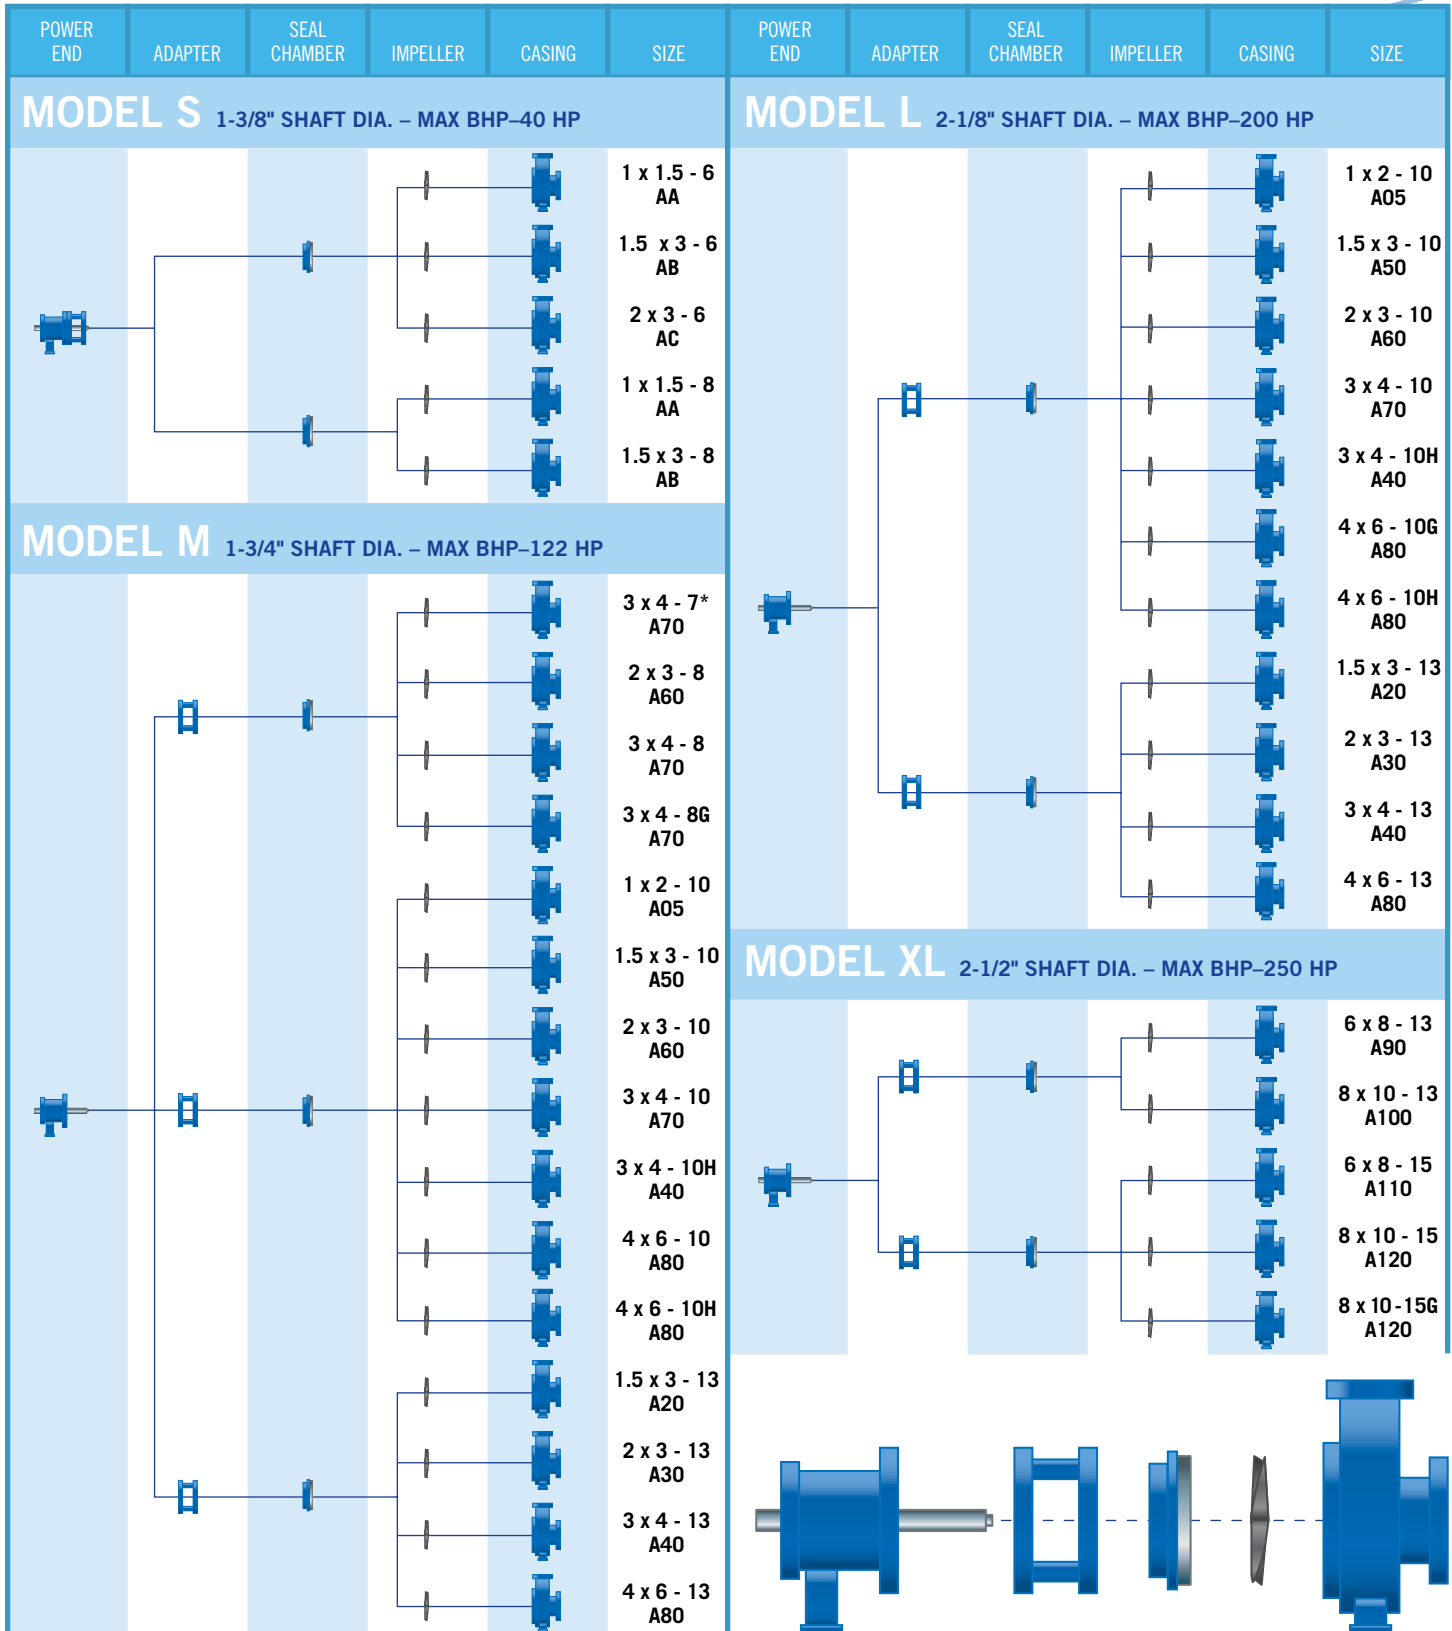 POWER
END
ADAPTER
SEAL
CHAMBER
IMPELLER
CASING
SIZE
MODEL S 1-3/8" SHAFT DIA. – MAX BHP–40 HP
1 x 1.5 - 6
AA
1.5 x 3 - 6
AB
2 x 3 - 6
AC
1 x 1.5 - 8
AA
1.5 x 3 - 8
AB
MODEL M 1-3/4" SHAFT DIA. – MAX BHP–122 HP
3 x 4 - 7*
A70
2 x 3 - 8
A60
3 x 4 - 8
A70
3 x 4 - 8G
A70
1 x 2 - 10
A05
1.5 x 3 - 10
A50
2 x 3 - 10
A60
3 x 4 - 10
A70
3 x 4 - 10H
A40
4 x 6 - 10
A80
4 x 6 - 10H
A80
1.5 x 3 - 13
A20
2 x 3 - 13
A30
3 x 4 - 13
A40
4 x 6 - 13
A80
POWER
END
ADAPTER
SEAL
CHAMBER
IMPELLER
CASING
SIZE
MODEL L 2-1/8" SHAFT DIA. – MAX BHP–200 HP
1 x 2 - 10
A05
1.5 x 3 - 10
A50
2 x 3 - 10
A60
3 x 4 - 10
A70
3 x 4 - 10H
A40
4 x 6 - 10G
A80
4 x 6 - 10H
A80
1.5 x 3 - 13
A20
2 x 3 - 13
A30
3 x 4 - 13
A40
4 x 6 - 13
A80
MODEL XL 2-1/2" SHAFT DIA. – MAX BHP–250 HP
6 x 8 - 13
A90
8 x 10 - 13
A100
6 x 8 - 15
A110
8 x 10 - 15
A120
8 x 10 -15G
A120